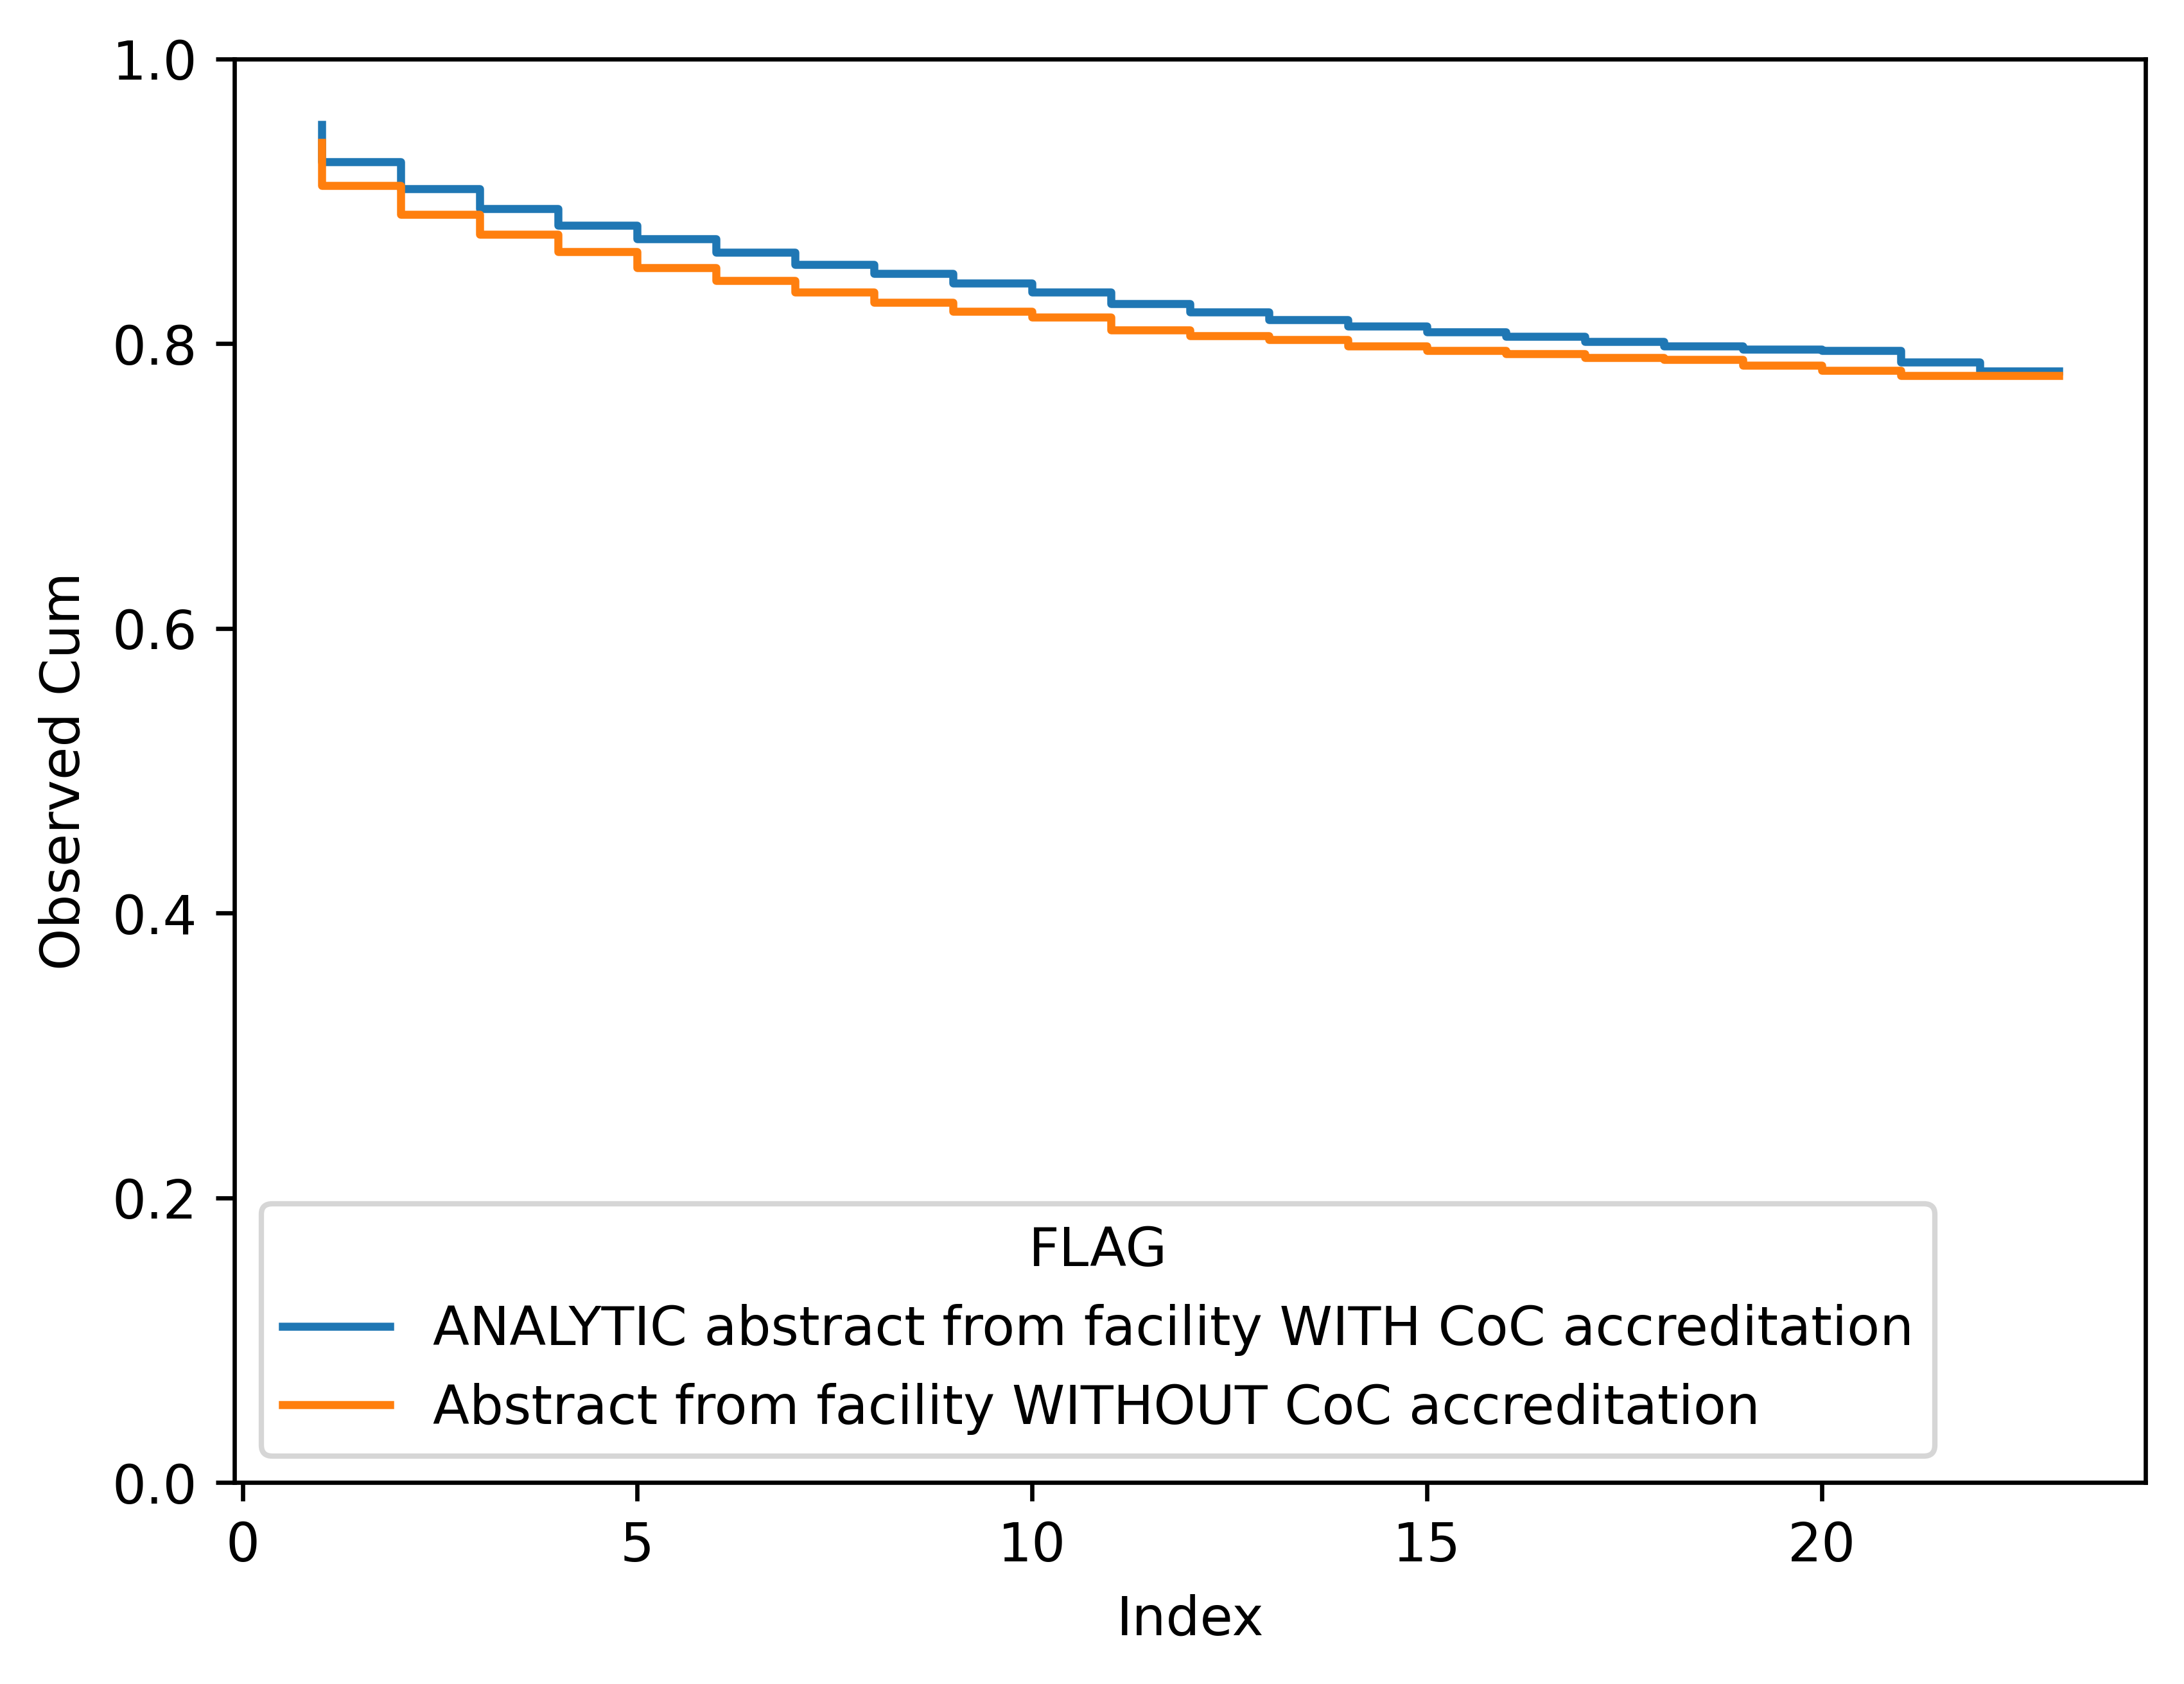 1.0
0.8
0.6
0.4
0.2
0.0
Observed Cum
FLAG
ANALYTIC abstract from facility WITH CoC accreditation
Abstract from facility WITHOUT CoC accreditation
0 5 10 15 20
Index